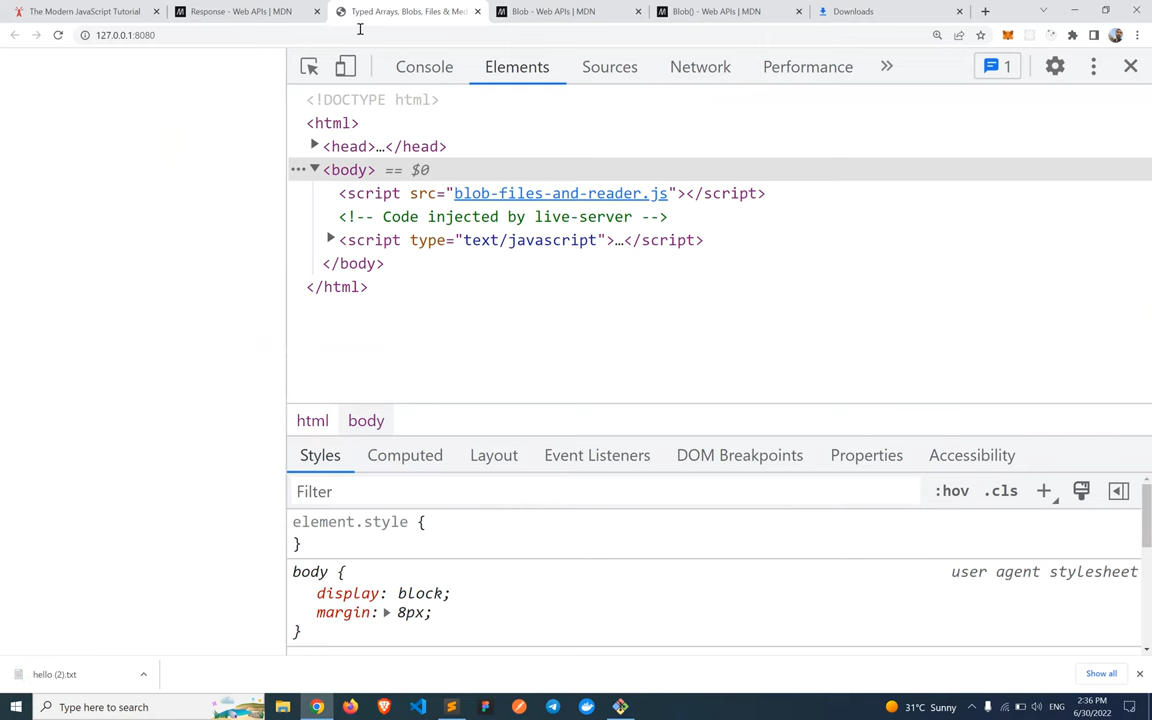 The Modern JavaScript Tutorial
Response - Web APIs | MDN
Typed Arrays, Blobs, Files & Med
Blob - Web APIs | MDN
Blob() - Web APIs | MDN
Downloads
127.0.0.1:8080
Console
Elements
Sources
Network
Performance
1
<!DOCTYPE html>
<html>
<head>…</head>
<body> == $0
<script src="blob-files-and-reader.js"></script>
<!-- Code injected by live-server -->
<script type="text/javascript">…</script>
</body>
</html>
html
body
Styles
Computed
Layout
Event Listeners
DOM Breakpoints
Properties
Accessibility
Filter
:hov
.cls
element.style {
}
body {
user agent stylesheet
display: block;
margin: 8px;
}
hello (2).txt
Show all
Type here to search
31°C Sunny
ENG
2:36 PM
6/30/2022